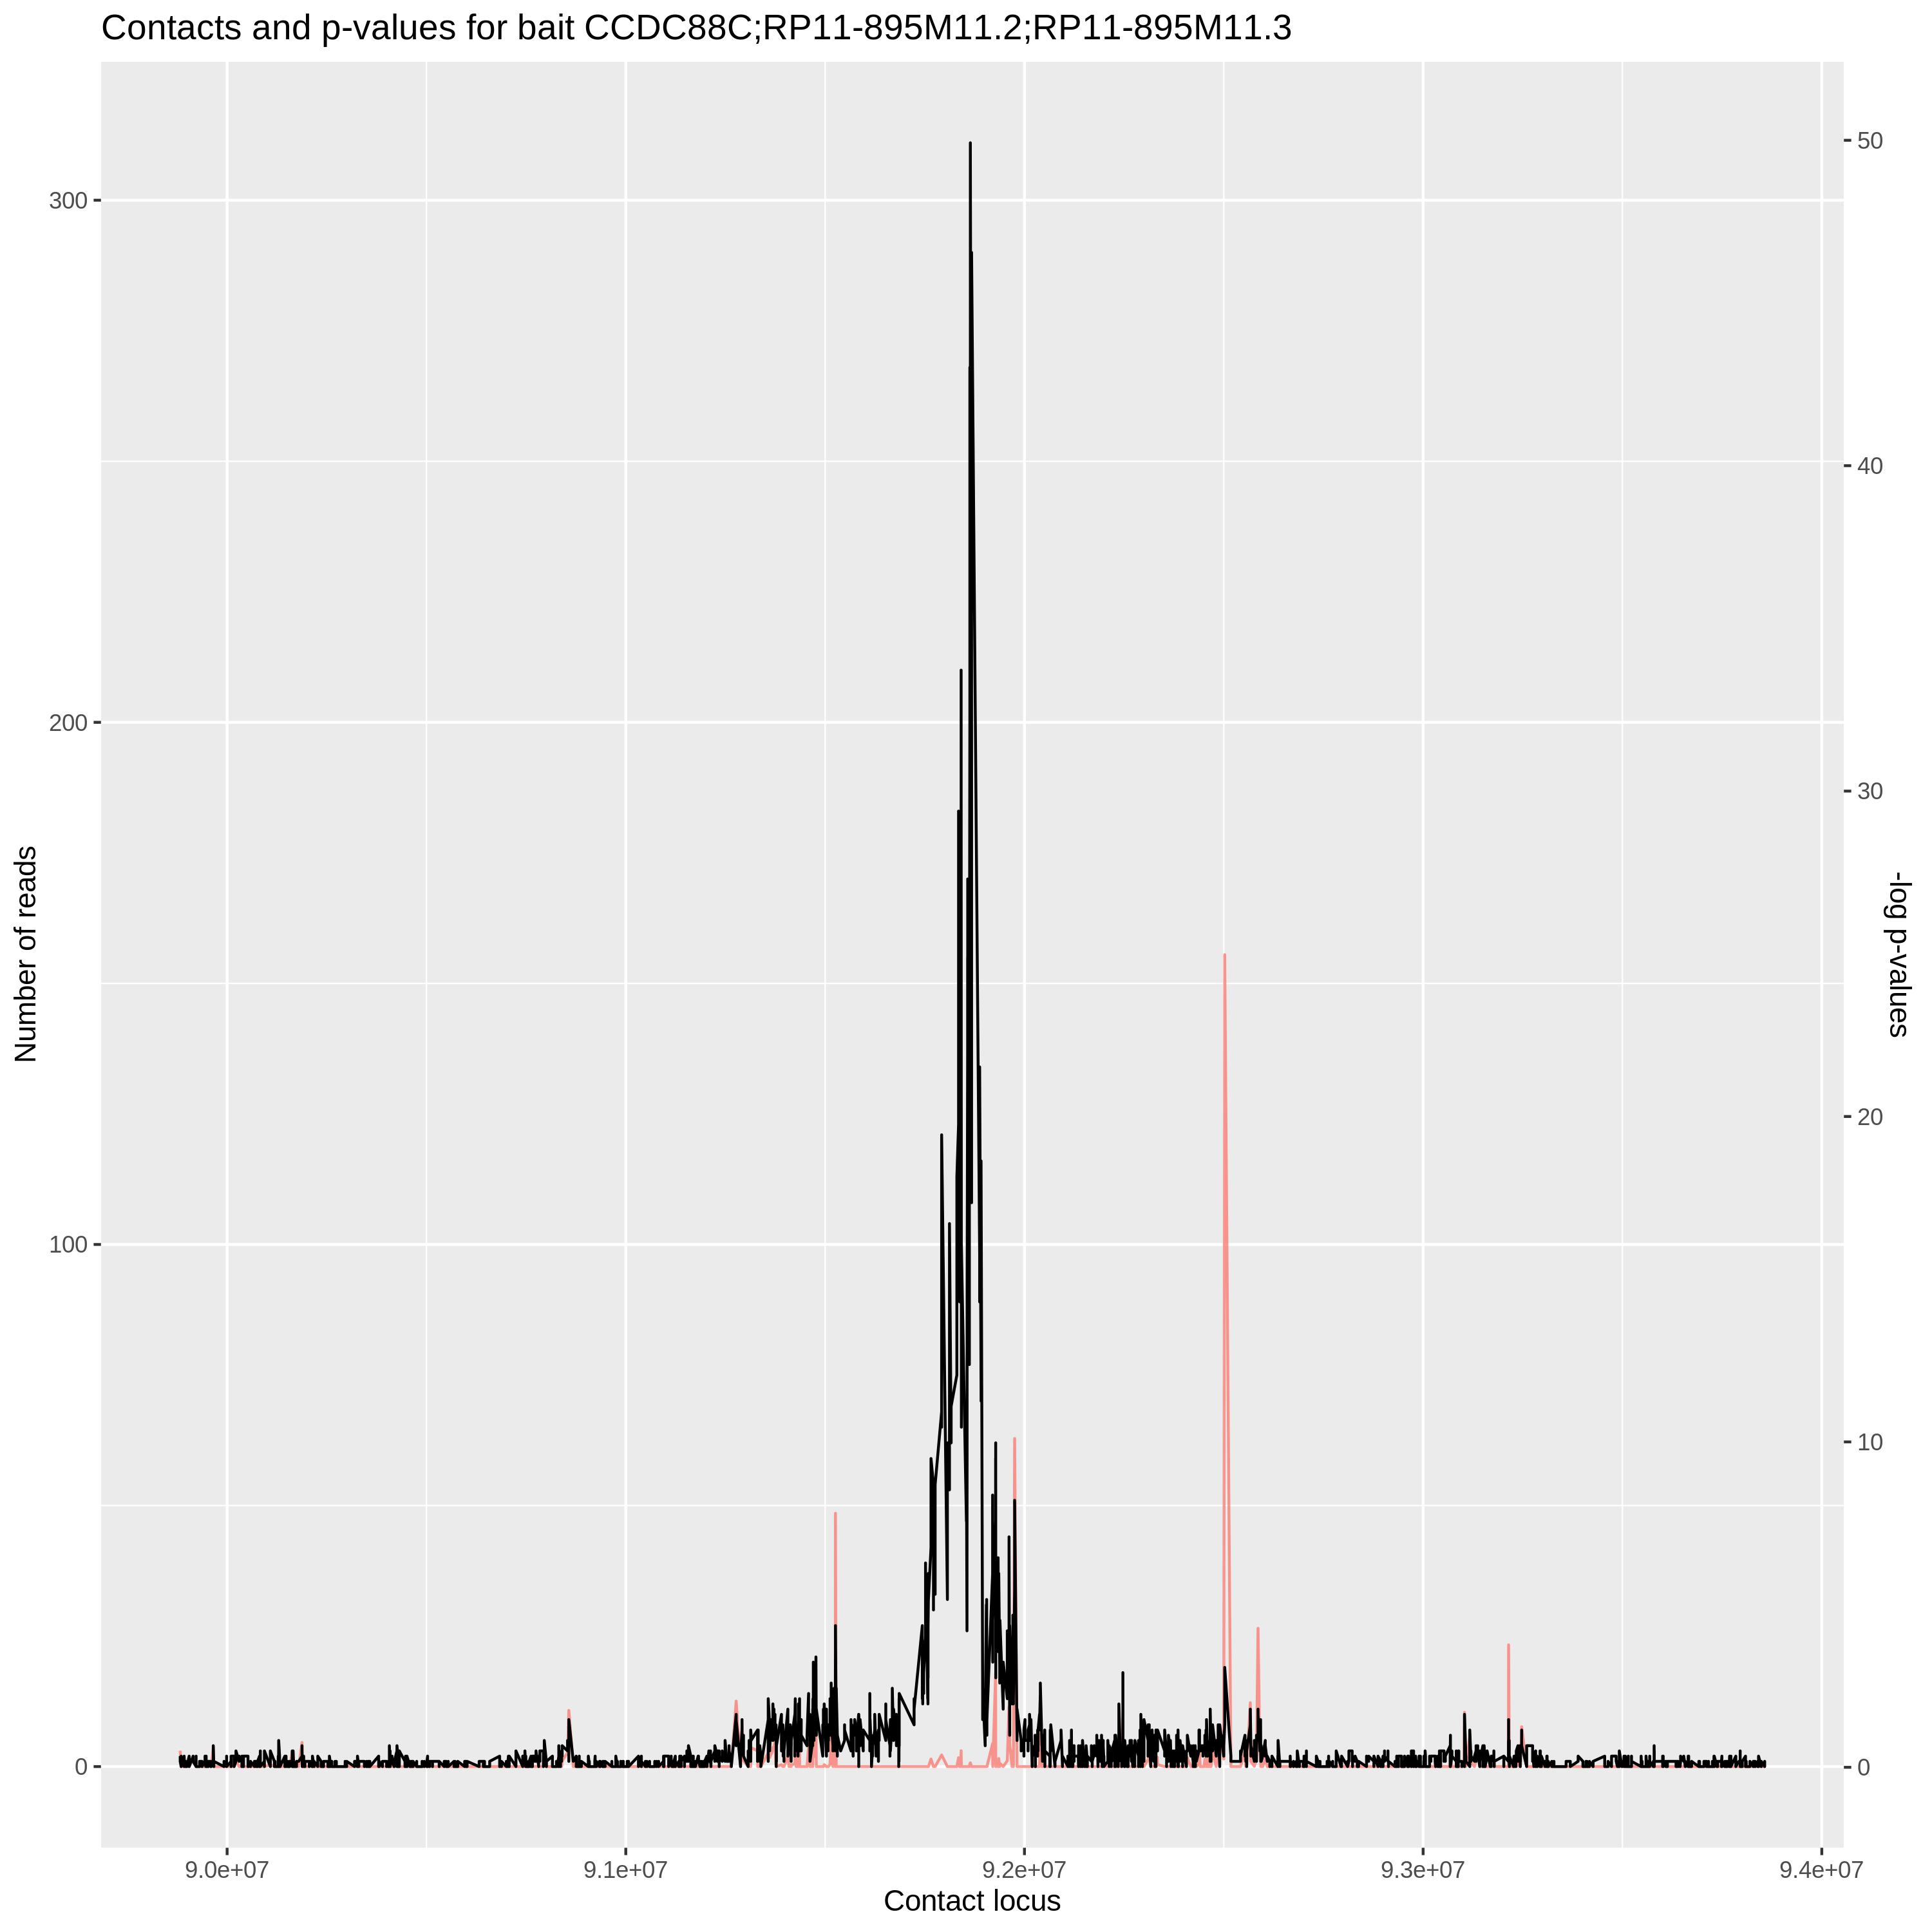 Contacts and p-values for bait CCDC88C;RP11-895M11.2;RP11-895M11.3
300
200
100
0
Number of reads
50
40
30
20
10
0
-log p-values
9.0e+07
9.1e+07
9.2e+07
9.3e+07
9.4e+07
Contact locus